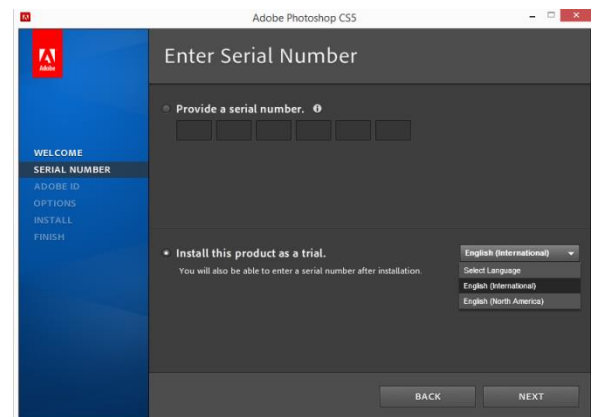 Adobe Photoshop CS5
Adobe
Enter Serial Number
Provide a serial number.
WELCOME
SERIAL NUMBER
ADOBE ID
OPTIONS
INSTALL
FINISH
Install this product as a trial.
English (International)
You will also be able to enter a serial number after installation.
Select Language
English (International)
English (North America)
BACK
NEXT